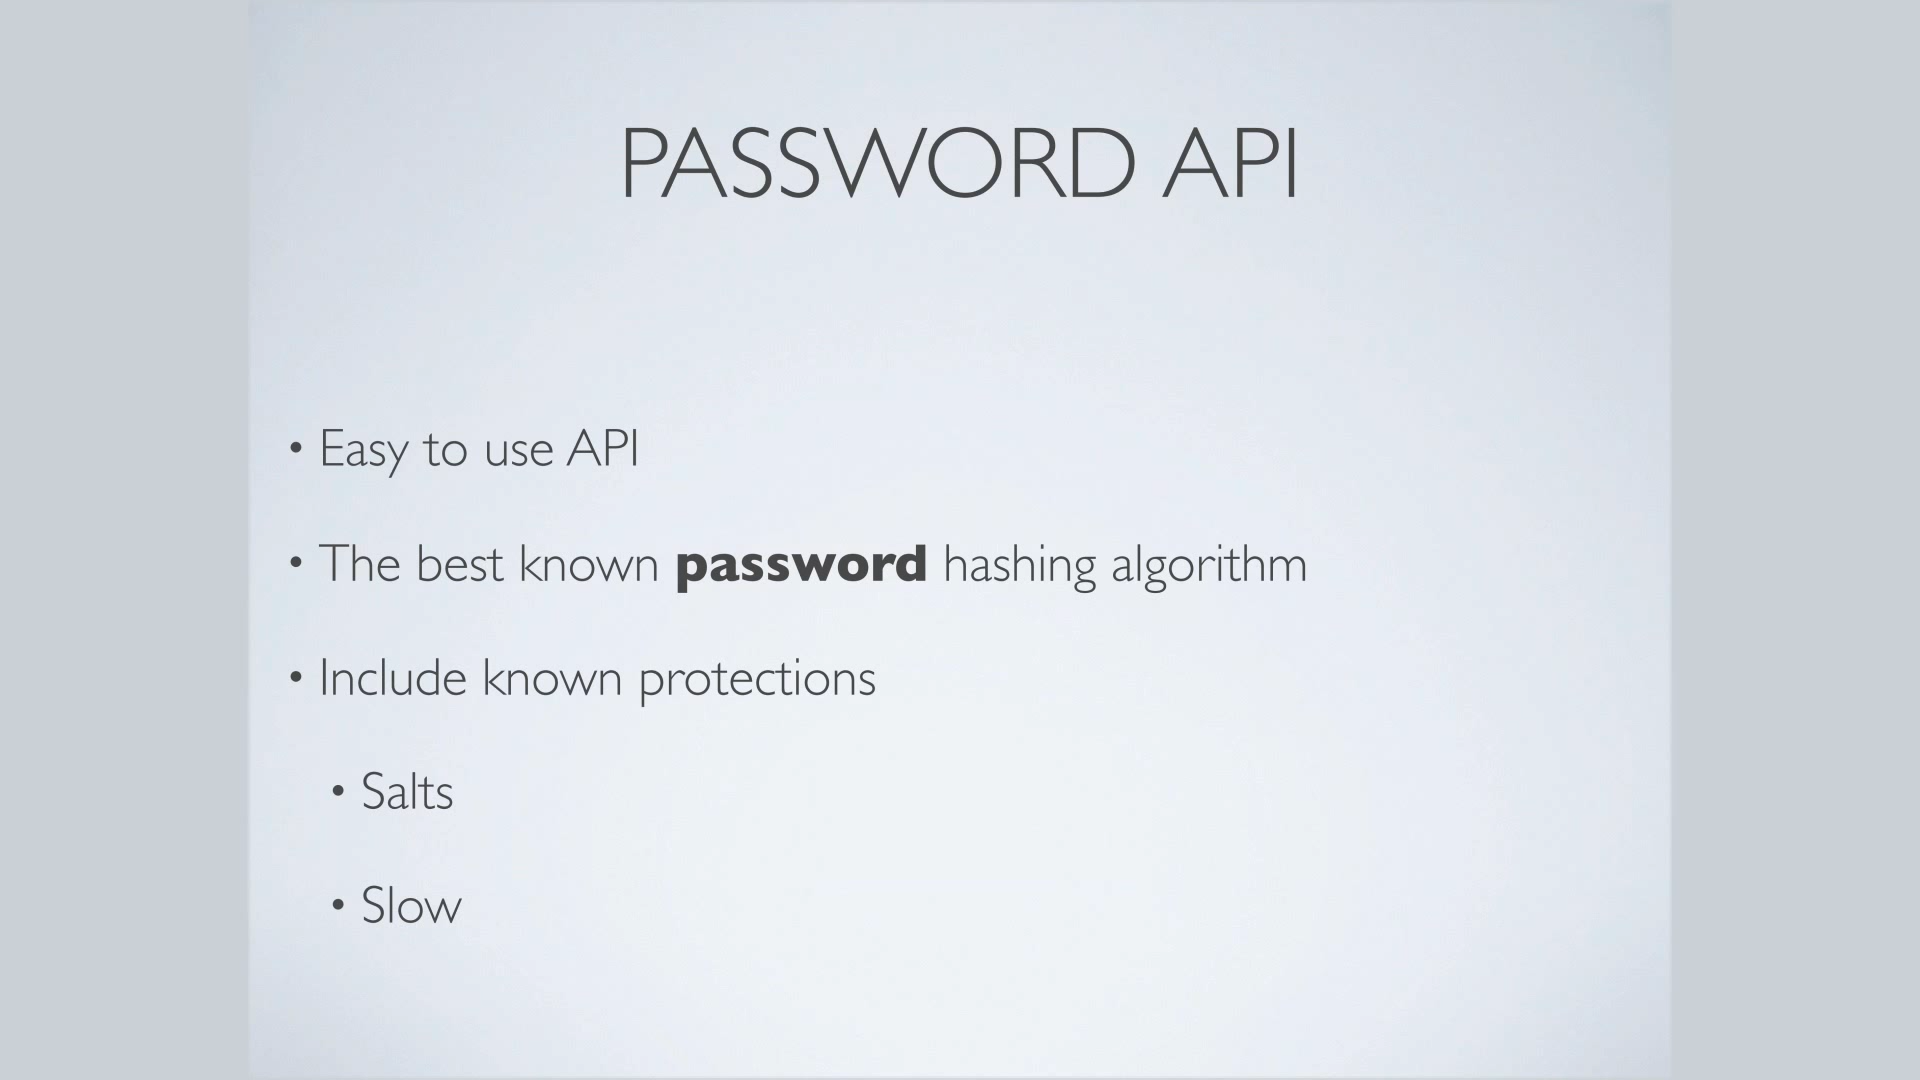 PASSWORD API
• Easy to use API
• The best known password hashing algorithm
• Include known protections
• Salts
• Slow